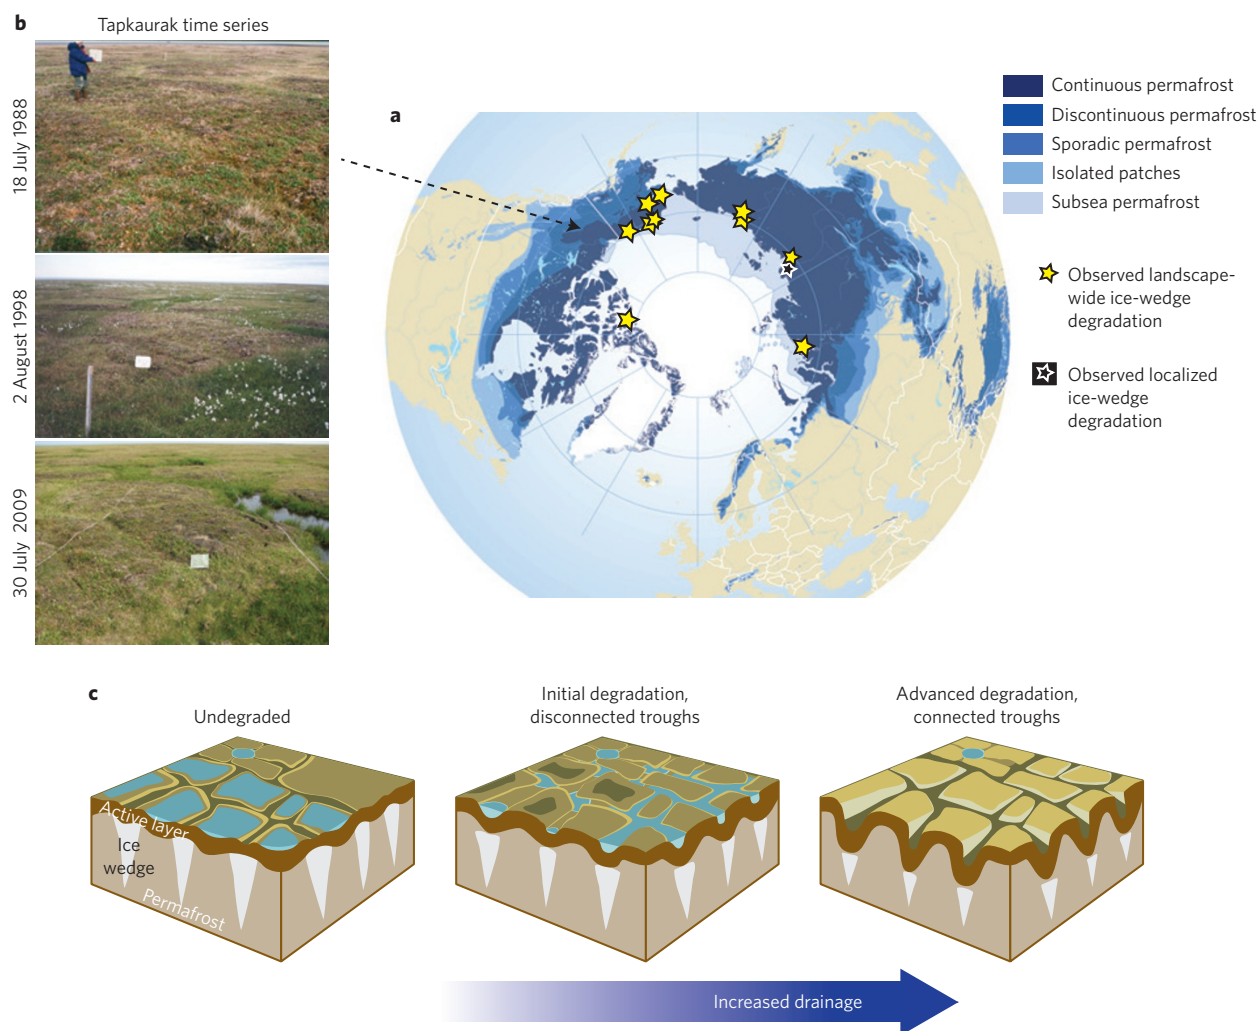 b
Tapkaurak time series
18 July 1988
2 August 1998
30 July 2009
a
Continuous permafrost
Discontinuous permafrost
Sporadic permafrost
Isolated patches
Subsea permafrost
Observed landscape-
wide ice-wedge
degradation
Observed localized
ice-wedge
degradation
c
Undegraded
Initial degradation,
disconnected troughs
Advanced degradation,
connected troughs
Active layer
Ice
wedge
Permafrost
Increased drainage